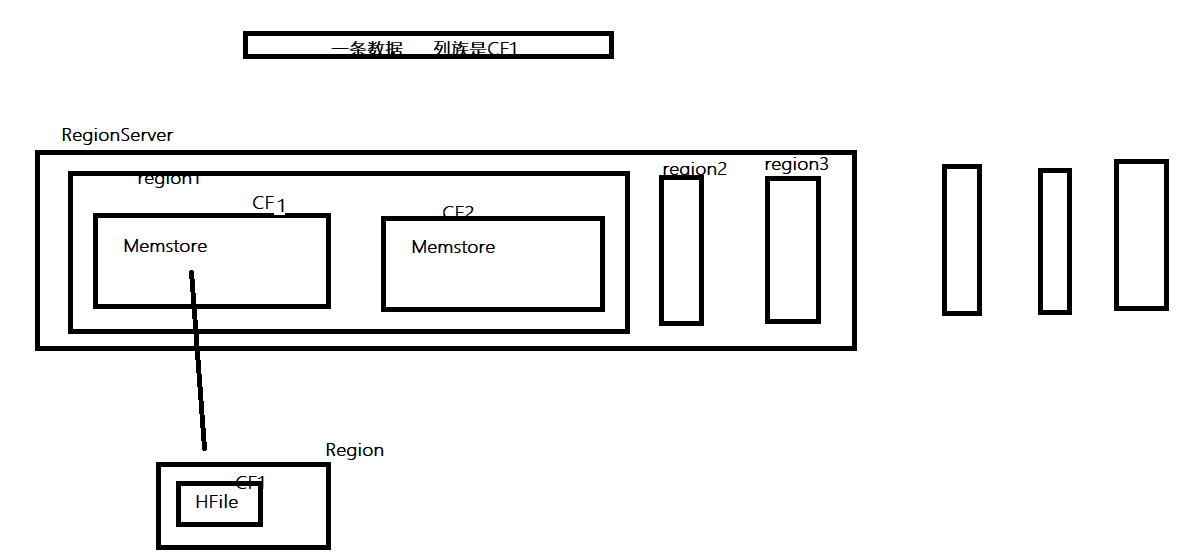 一条数据 列族是CF1
RegionServer
region1 region2 region3
CF1 CF2
Memstore Memstore
Region
CF1
HFile